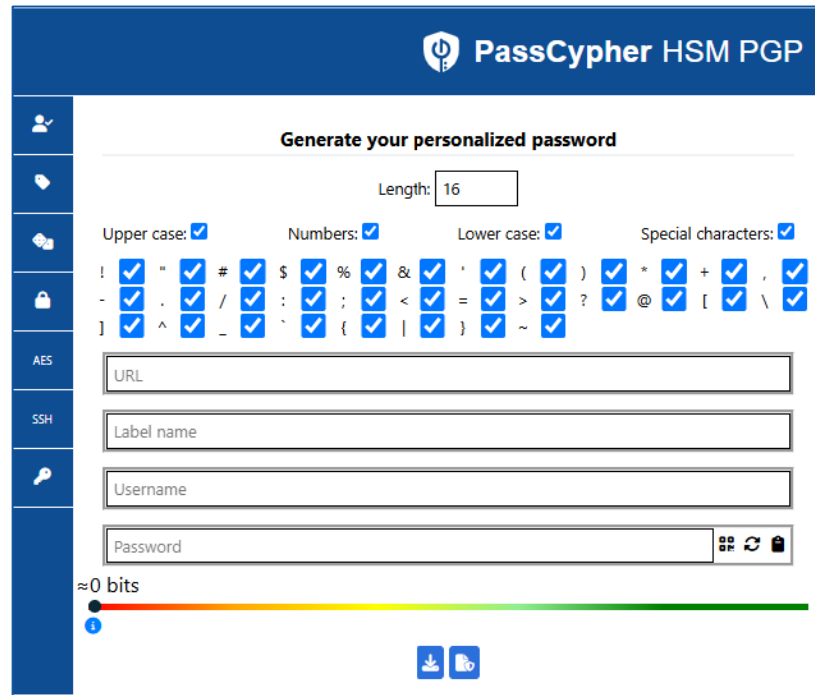 PassCypher HSM PGP
Generate your personalized password
Length: 16
Upper case: Numbers: Lower case: Special characters:
! " # $ % & ' ( ) * + ,
- . / : ; < = > ? @ [ \
] ^ _ ` { | } ~
AES
URL
SSH
Label name
Username
Password
≈0 bits